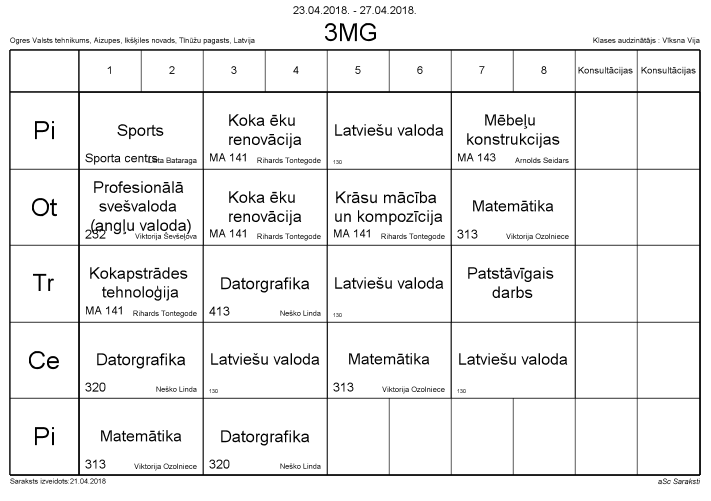 23.04.2018. - 27.04.2018.
3MG
Ogres Valsts tehnikums, Aizupes, Ikšķiles novads, Tīnūžu pagasts, Latvija
Klases audzinātājs : Vīksna Vija
1 2 3 4 5 6 7 8 Konsultācijas Konsultācijas
Pi
Sports
Sporta centrs Bataraga
Koka ēku
renovācija
MA 141 Rihards Tontegode
Latviešu valoda
130
Mēbeļu
konstrukcijas
MA 143 Arnolds Seidars
Ot
Profesionālā
svešvaloda
(angļu valoda)
232 Viktorija Ševšeļova
Koka ēku
renovācija
MA 141 Rihards Tontegode
Krāsu mācība
un kompozīcija
MA 141 Rihards Tontegode
Matemātika
313 Viktorija Ozolniece
Tr
Kokapstrādes
tehnoloģija
MA 141 Rihards Tontegode
Datorgrafika
413 Neško Linda
Latviešu valoda
130
Patstāvīgais
darbs
Ce
Datorgrafika
320 Neško Linda
Latviešu valoda
130
Matemātika
313 Viktorija Ozolniece
Latviešu valoda
130
Pi
Matemātika
313 Viktorija Ozolniece
Datorgrafika
320 Neško Linda
Saraksts izveidots:21.04.2018
aSc Saraksti